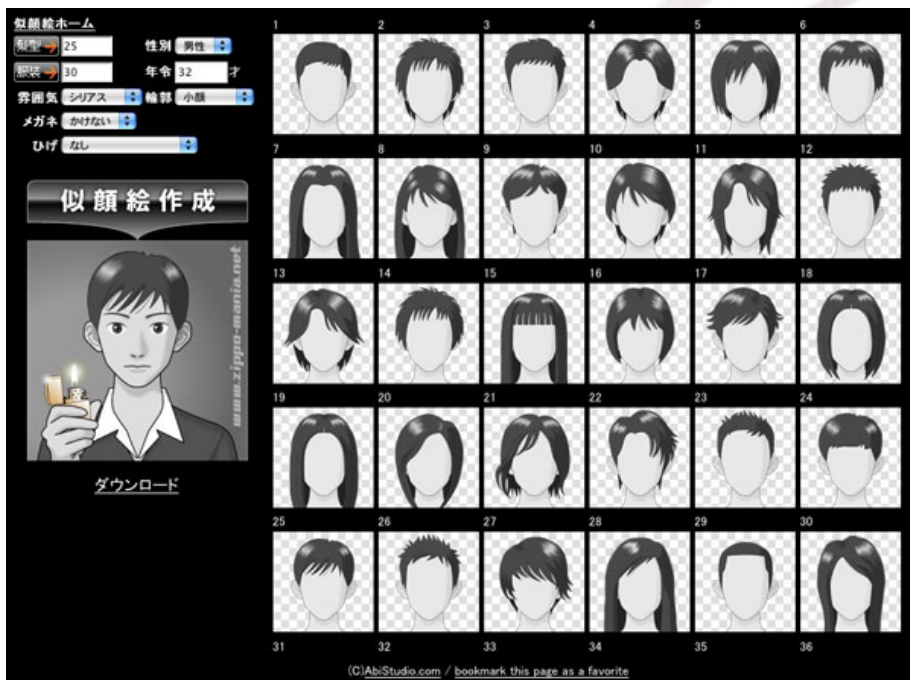 似顔絵ホーム
髪型 25 性別 男性
服装 30 年令 32 才
雰囲気 シリアス 輪郭 小顔
メガネ かけない
ひげ なし
似顔絵作成
www.zippo-mania.net
ダウンロード
1 2 3 4 5 6
7 8 9 10 11 12
13 14 15 16 17 18
19 20 21 22 23 24
25 26 27 28 29 30
31 32 33 34 35 36
(C)AbiStudio.com / bookmark this page as a favorite